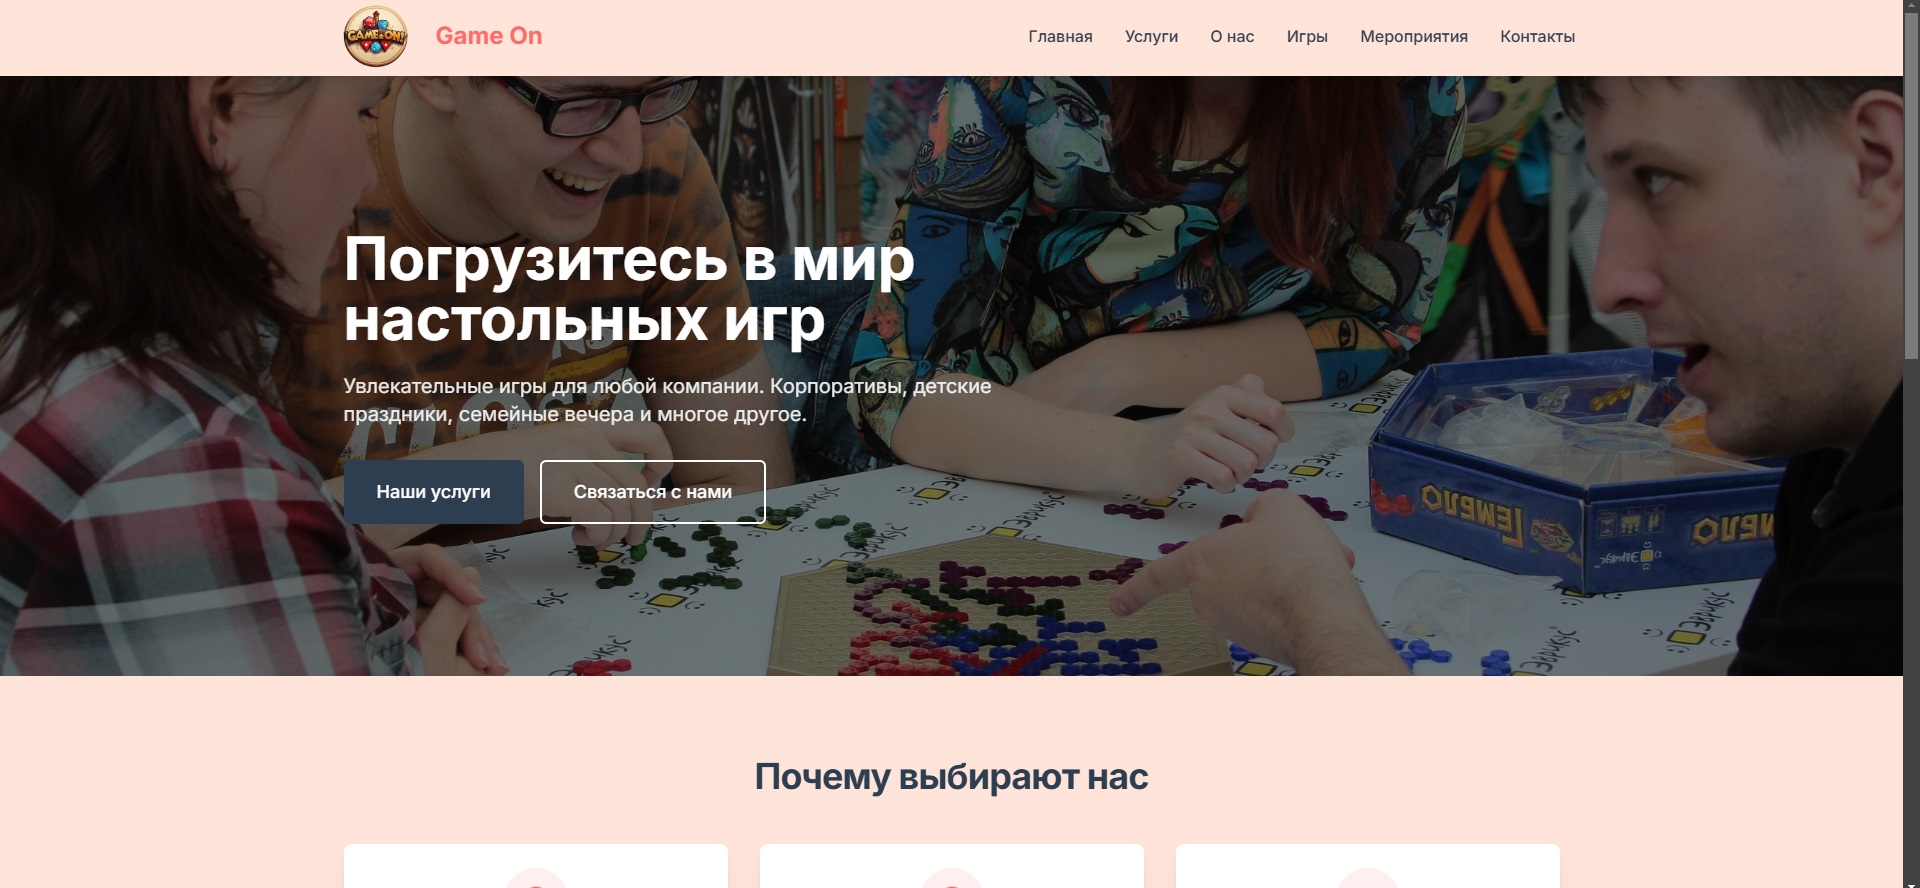 GAME ON!
Game On
Главная
Услуги
О нас
Игры
Мероприятия
Контакты
Погрузитесь в мир
настольных игр
Увлекательные игры для любой компании. Корпоративы, детские
праздники, семейные вечера и многое другое.
Наши услуги
Связаться с нами
Почему выбирают нас